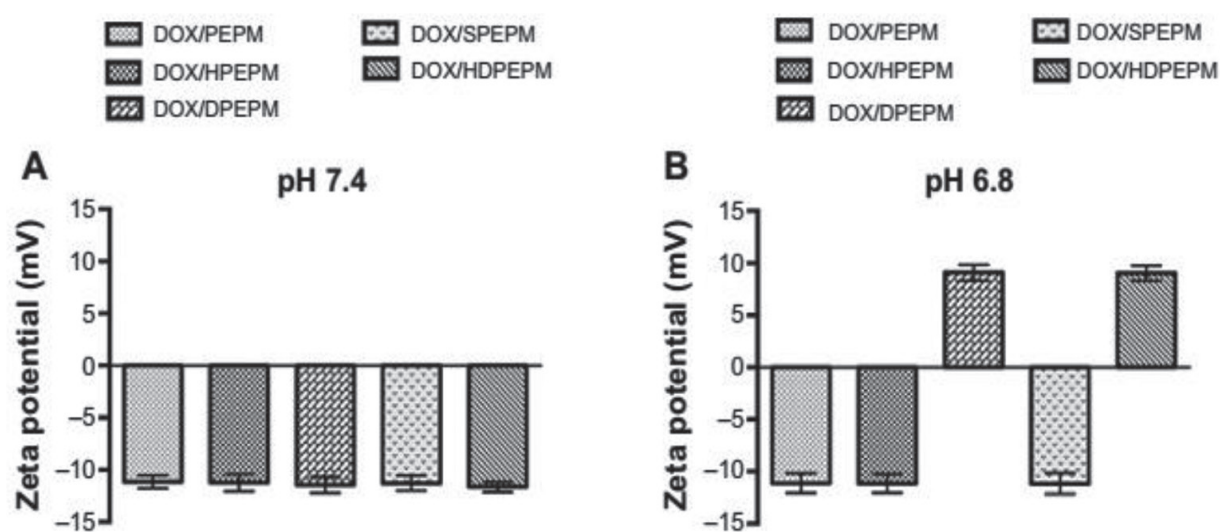 DOX/PEPM
DOX/SPEPM
DOX/HPEPM
DOX/HDPEPM
DOX/DPEPM
A
pH 7.4
Zeta potential (mV)
15
10
5
0
–5
–10
–15
DOX/PEPM
DOX/SPEPM
DOX/HPEPM
DOX/HDPEPM
DOX/DPEPM
B
pH 6.8
Zeta potential (mV)
15
10
5
0
–5
–10
–15